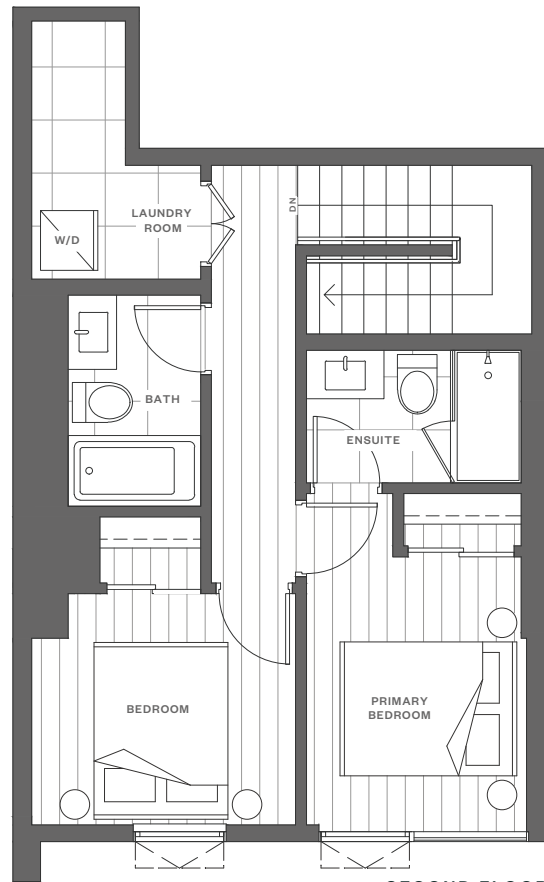 DN
LAUNDRY
ROOM
W/D
BATH
ENSUITE
BEDROOM
PRIMARY
BEDROOM